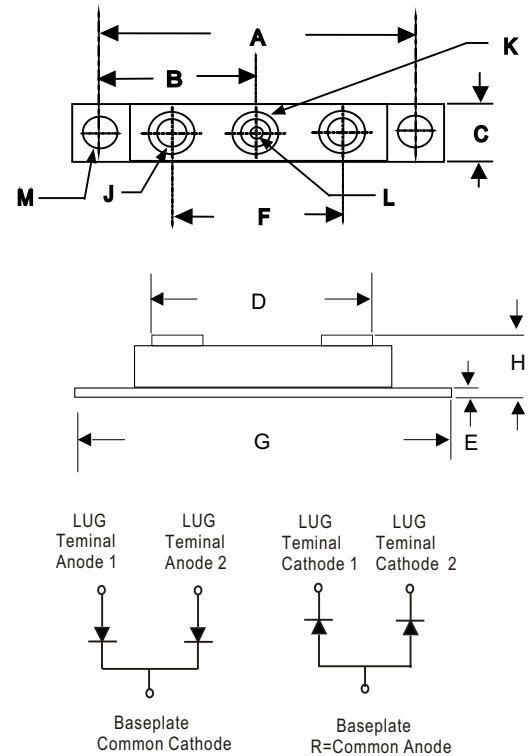 A
K
B
C
M
J
F
L
D
H
E
G
LUG
Teminal
Anode 1
LUG
Teminal
Anode 2
LUG
Teminal
Cathode 1
LUG
Teminal
Cathode 2
Baseplate
Common Cathode
Baseplate
R=Common Anode